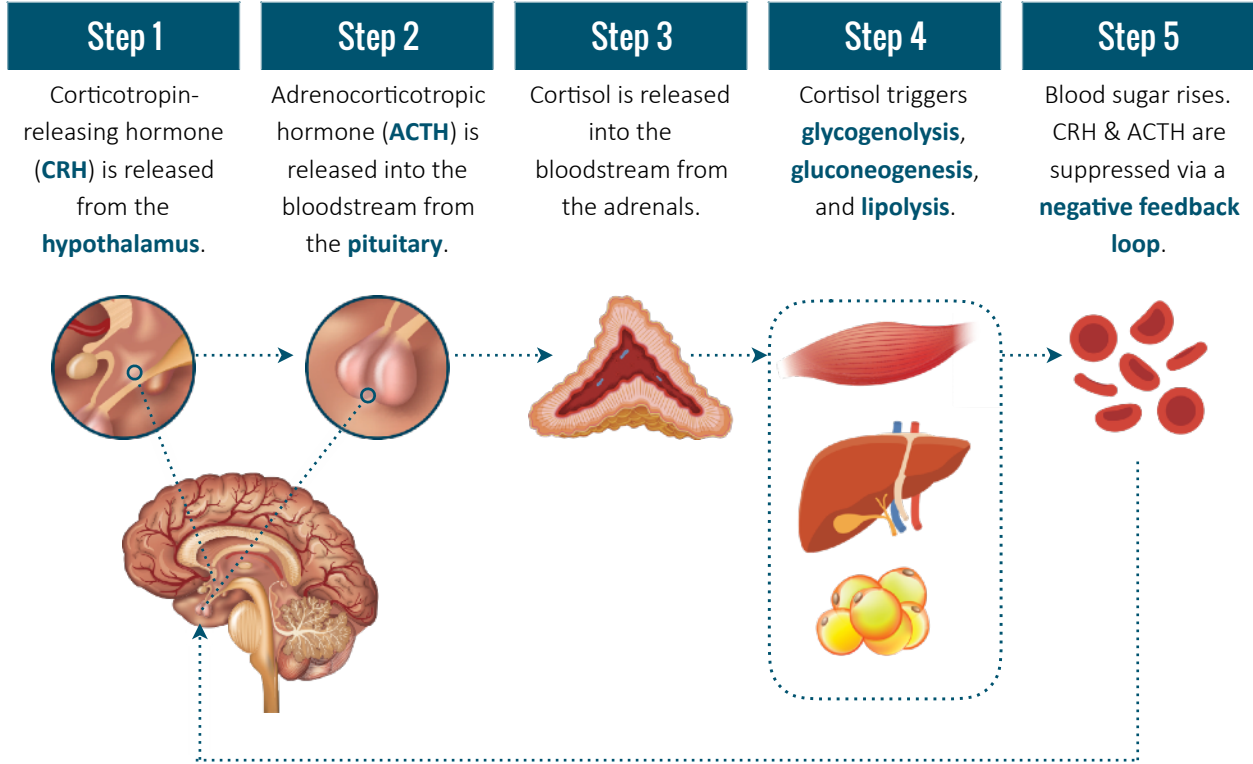 Step 1
Corticotropin-
releasing hormone
(CRH) is released
from the
hypothalamus.
Step 2
Adrenocorticotropic
hormone (ACTH) is
released into the
bloodstream from
the pituitary.
Step 3
Cortisol is released
into the
bloodstream from
the adrenals.
Step 4
Cortisol triggers
glycogenolysis,
gluconeogenesis,
and lipolysis.
Step 5
Blood sugar rises.
CRH & ACTH are
suppressed via a
negative feedback
loop.